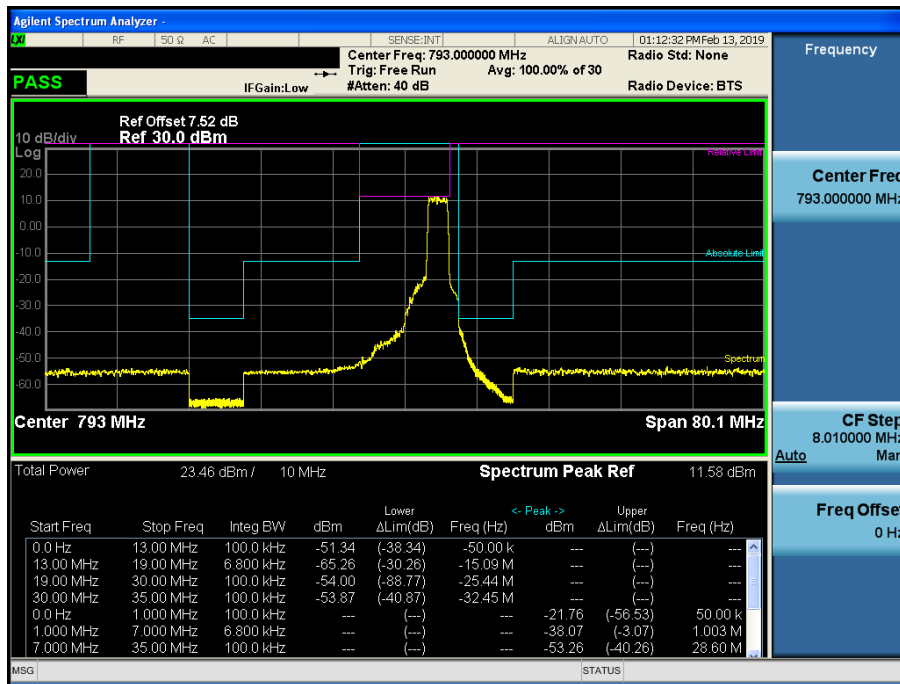 Agilent Spectrum Analyzer -
LXI RF 50 Ω AC SENSE:INT ALIGNAUTO 01:12:32 PMFeb 13, 2019
Center Freq: 793.000000 MHz Radio Std: None
Trig: Free Run Avg: 100.00% of 30
PASS IFGain:Low #Atten: 40 dB Radio Device: BTS
Frequency
Ref Offset 7.52 dB
10 dB/div Ref 30.0 dBm
Log
Relative Limit
20.0
10.0
0.00
-10.0
Absolute Limit
-20.0
-30.0
-40.0
-50.0
Spectrum
-60.0
Center 793 MHz Span 80.1 MHz
Center Freq
793.000000 MHz
CF Step
8.010000 MHz
Auto Man
Freq Offset
0 Hz
Total Power 23.46 dBm / 10 MHz Spectrum Peak Ref 11.58 dBm
Lower <- Peak -> Upper
Start Freq Stop Freq Integ BW dBm ΔLim(dB) Freq (Hz) dBm ΔLim(dB) Freq (Hz)
0.0 Hz 13.00 MHz 100.0 kHz -51.34 (-38.34) -50.00 k --- (---) ---
13.00 MHz 19.00 MHz 6.800 kHz -65.26 (-30.26) -15.09 M --- (---) ---
19.00 MHz 30.00 MHz 100.0 kHz -54.00 (-88.77) -25.44 M --- (---) ---
30.00 MHz 35.00 MHz 100.0 kHz -53.87 (-40.87) -32.45 M --- (---) ---
0.0 Hz 1.000 MHz 100.0 kHz --- (---) --- -21.76 (-56.53) 50.00 k
1.000 MHz 7.000 MHz 6.800 kHz --- (---) --- -38.07 (-3.07) 1.003 M
7.000 MHz 35.00 MHz 100.0 kHz --- (---) --- -53.26 (-40.26) 28.60 M
MSG STATUS